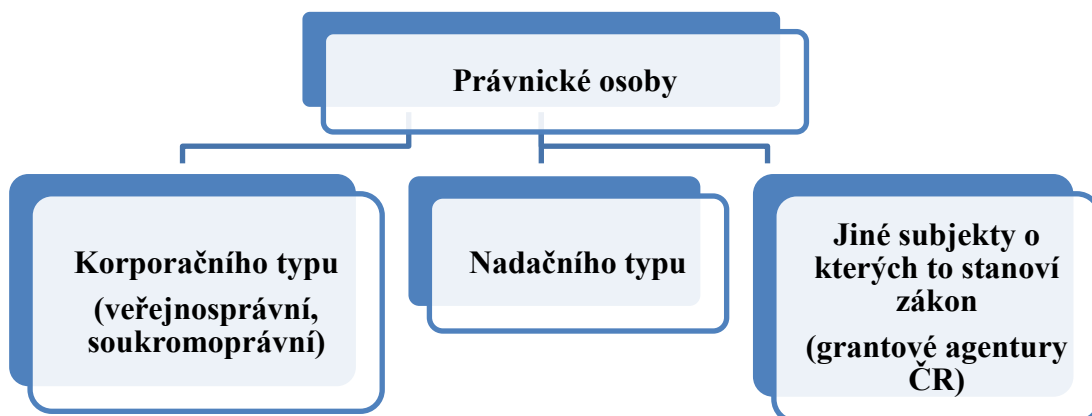 Právnické osoby
Korporačního typu
(veřejnosprávní,
soukromoprávní)
Nadačního typu
Jiné subjekty o
kterých to stanoví
zákon
(grantové agentury
ČR)